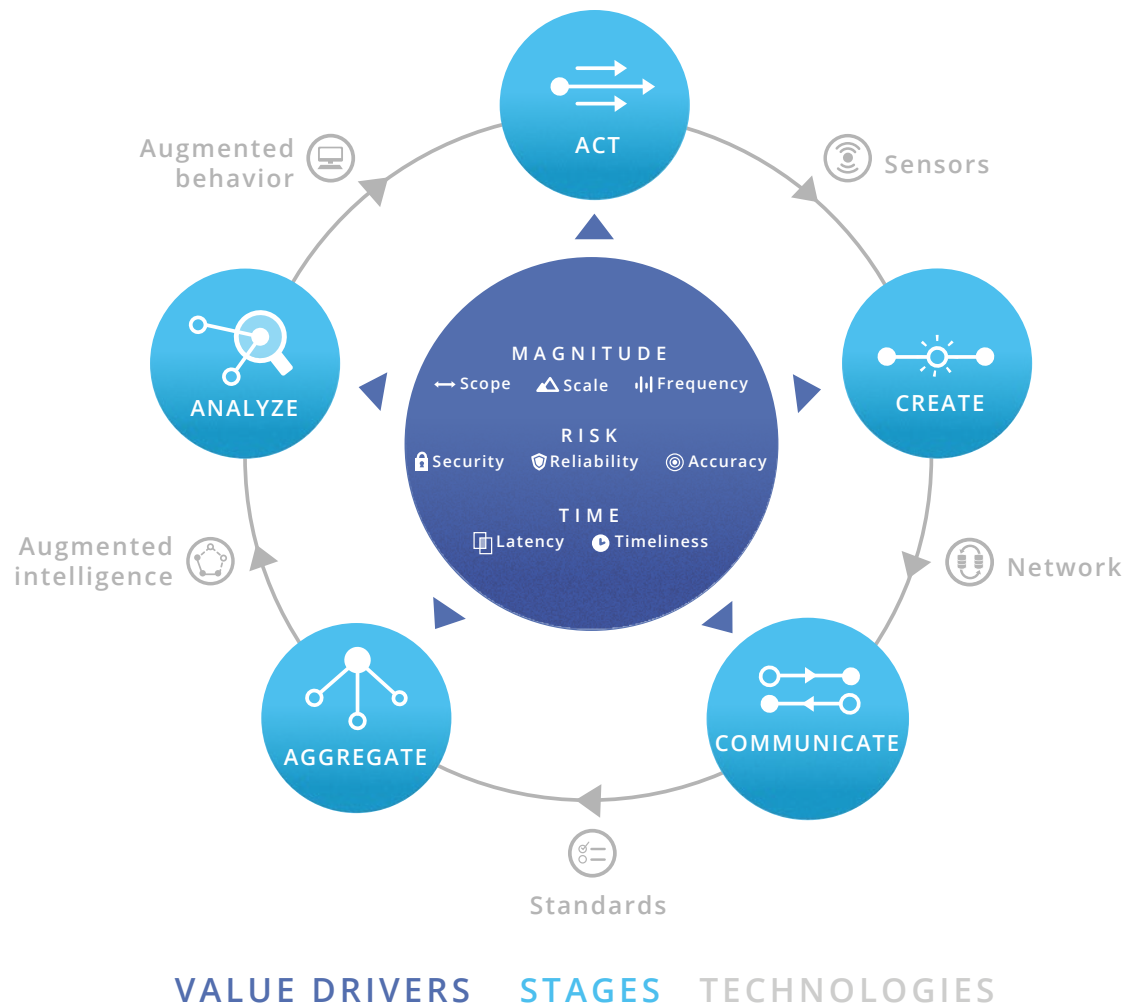 ACT
Augmented
behavior
Sensors
ANALYZE
CREATE
MAGNITUDE
Scope Scale Frequency
RISK
Security Reliability Accuracy
TIME
Latency Timeliness
Augmented
intelligence
Network
AGGREGATE
COMMUNICATE
Standards
VALUE DRIVERS STAGES TECHNOLOGIES